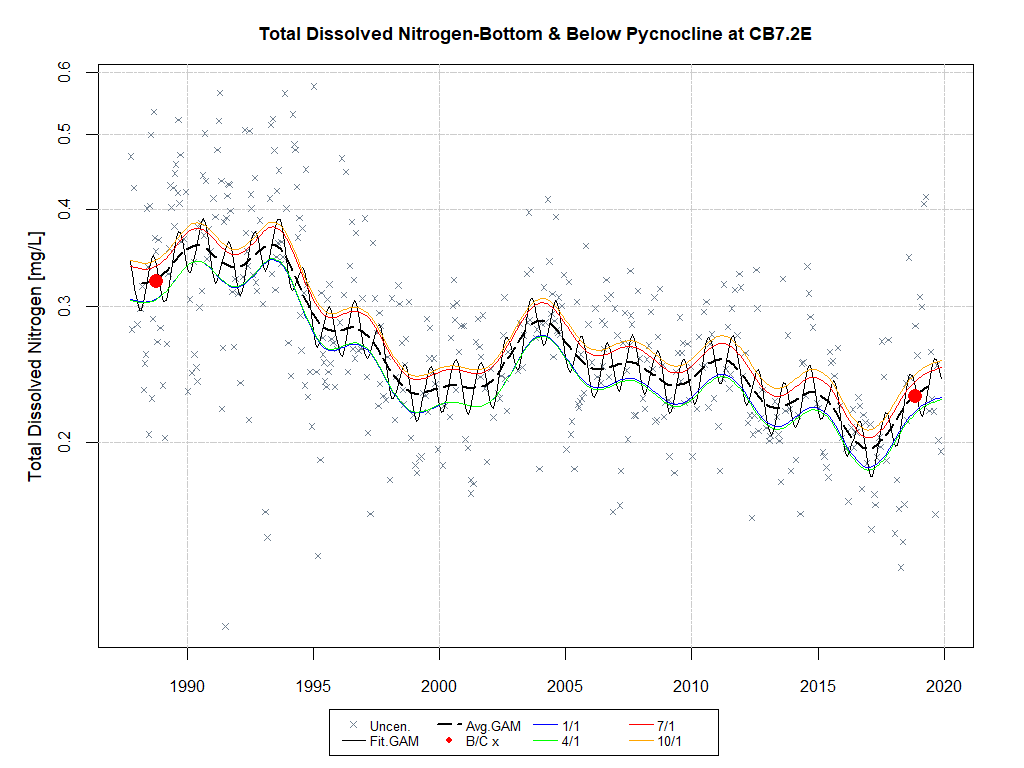 Total Dissolved Nitrogen-Bottom & Below Pycnocline at CB7.2E
Total Dissolved Nitrogen [mg/L]
0.6
0.5
0.4
0.3
0.2
1990 1995 2000 2005 2010 2015 2020
Uncen. Avg.GAM 1/1 7/1
Fit.GAM B/C x 4/1 10/1